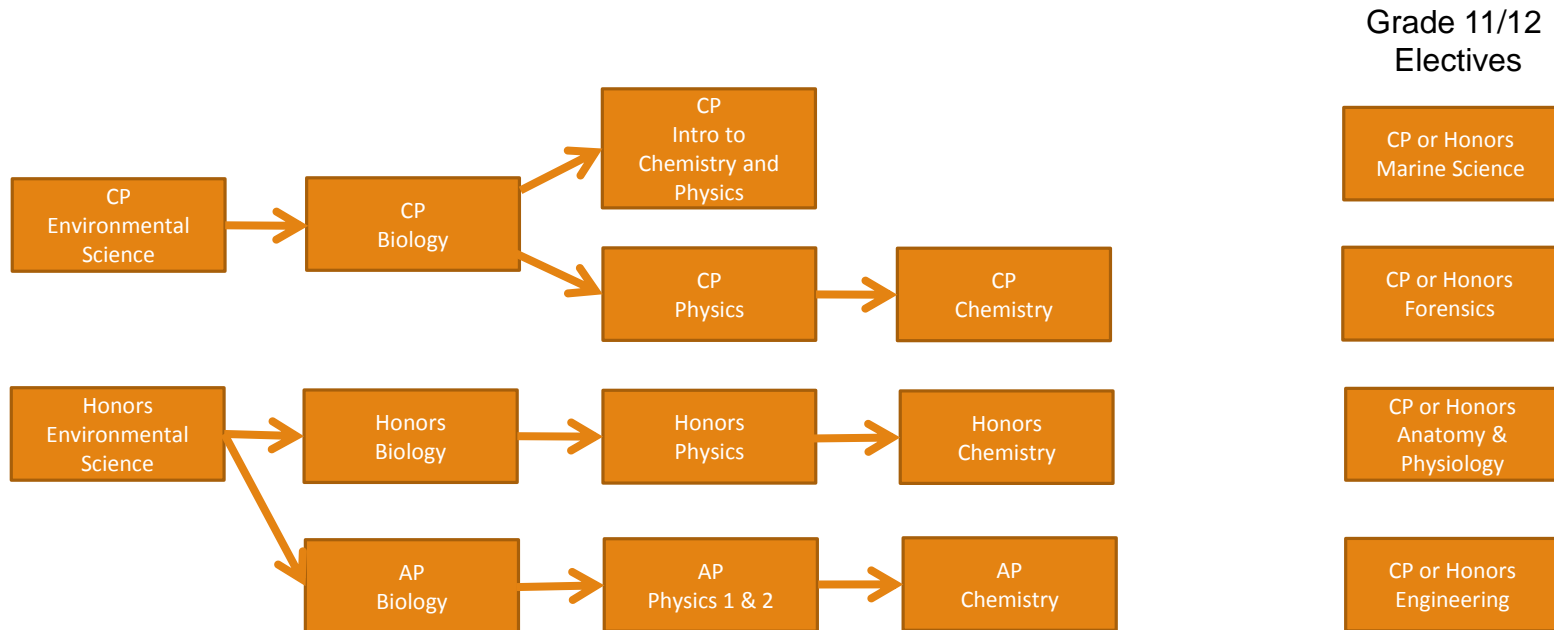 Grade 11/12
Electives
CP
Intro to
Chemistry and
Physics
CP or Honors
Marine Science
CP
Environmental
Science
CP
Biology
CP
Physics
CP
Chemistry
CP or Honors
Forensics
Honors
Environmental
Science
Honors
Biology
Honors
Physics
Honors
Chemistry
CP or Honors
Anatomy &
Physiology
AP
Biology
AP
Physics 1 & 2
AP
Chemistry
CP or Honors
Engineering